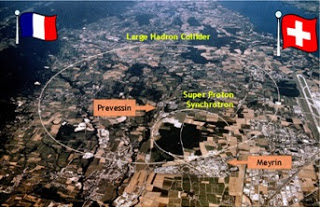 Large Hadron Collider
Super Proton
Synchrotron
Prevessin
Meyrin